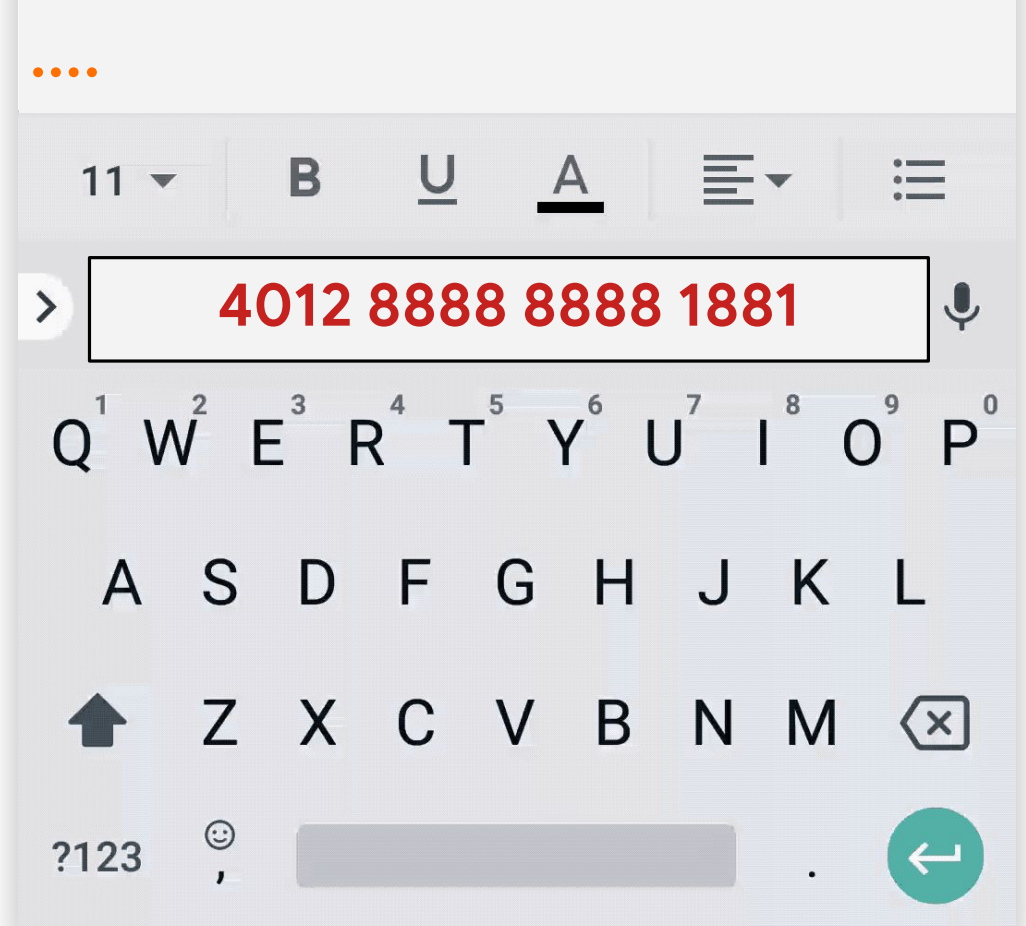 11 B U A
4012 8888 8888 1881
1 2 3 4 5 6 7 8 9 0
Q W E R T Y U I O P
A S D F G H J K L
Z X C V B N M
?123 , .